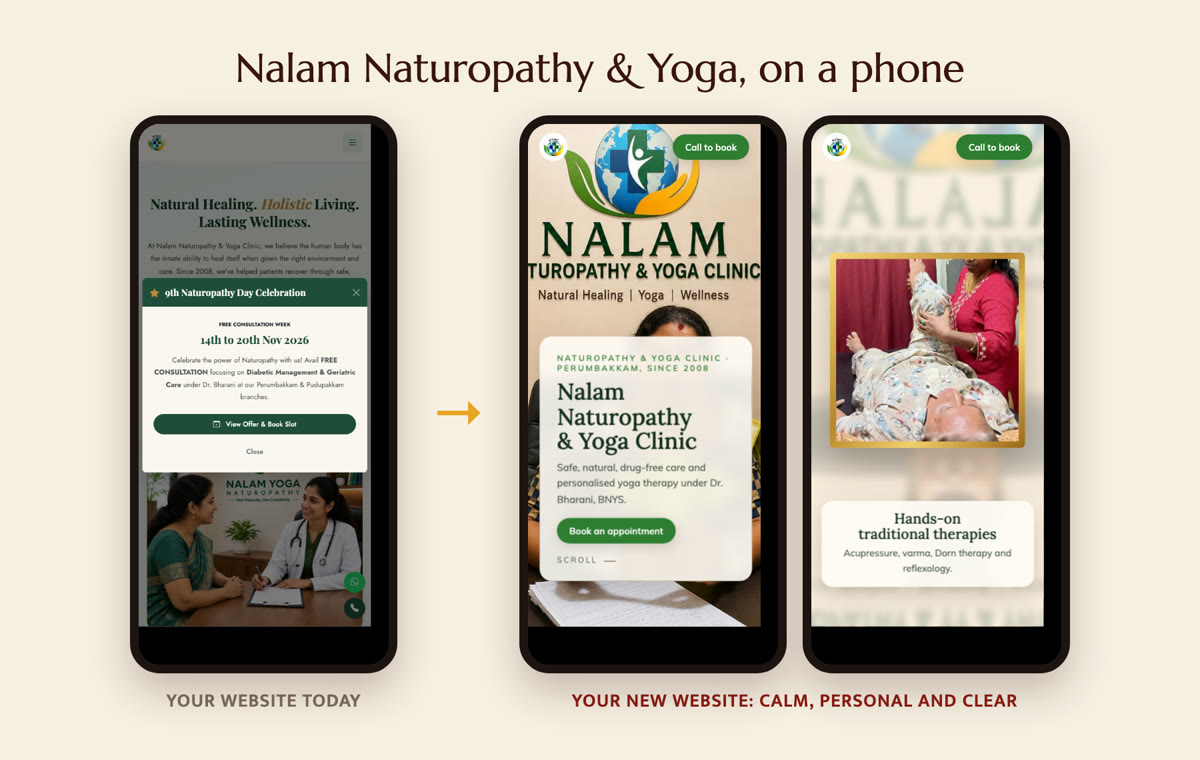 Nalam Naturopathy & Yoga, on a phone
Natural Healing. Holistic Living.
Lasting Wellness.
At Nalam Naturopathy & Yoga Clinic, we believe the human body has
the innate ability to heal itself when given the right environment and
care. Since 2008, we've helped patients recover through safe,
9th Naturopathy Day Celebration
FREE CONSULTATION WEEK
14th to 20th Nov 2026
Celebrate the power of Naturopathy with us! Avail FREE
CONSULTATION focusing on Diabetic Management & Geriatric
Care under Dr. Bharani at our Perumbakkam & Pudupakkam
branches.
View Offer & Book Slot
Close
NALAM YOGA
NATUROPATHY
YOUR WEBSITE TODAY
Call to book
NALAM
TUROPATHY & YOGA CLINIC
Natural Healing | Yoga | Wellness
NATUROPATHY & YOGA CLINIC ·
PERUMBAKKAM, SINCE 2008
Nalam
Naturopathy
& Yoga Clinic
Safe, natural, drug-free care and
personalised yoga therapy under Dr.
Bharani, BNYS.
Book an appointment
SCROLL
Call to book
Hands-on
traditional therapies
Acupressure, varma, Dorn therapy and
reflexology.
YOUR NEW WEBSITE: CALM, PERSONAL AND CLEAR